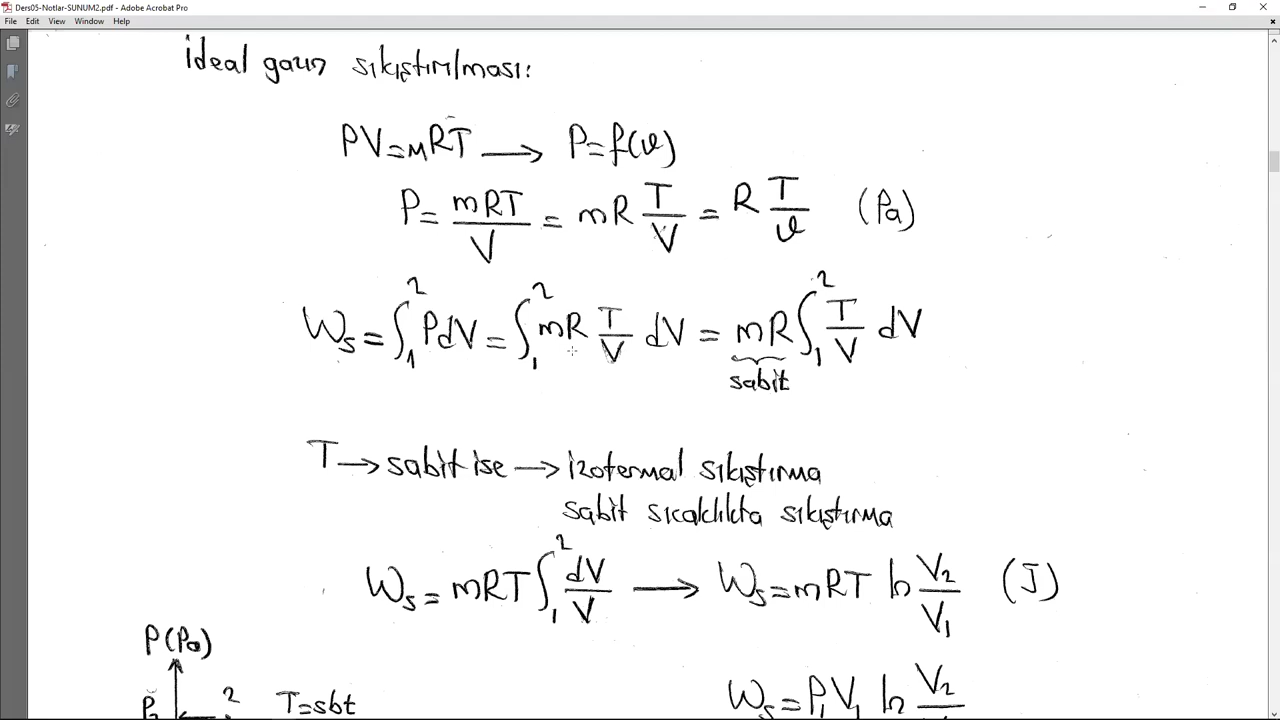 Ders05-Notlar-SUNUM2.pdf - Adobe Acrobat Pro
File Edit View Window Help
ideal gazın sıkıştırılması:
PV=mRT → P=f(v)
P= mRT/V = mR T/V = R T/v (Pa)
Ws = ∫₁² PdV = ∫₁² mR T/V dV = mR ∫₁² T/V dV
sabit
T → sabit ise → izotermal sıkıştırma
sabit sıcaklıkta sıkıştırma
Ws = mRT ∫₁² dV/V → Ws = mRT ln V₂/V₁ (J)
P(Pa)
P₂ 2 T=sbt
Ws = P₁V₁ ln V₂/V₁